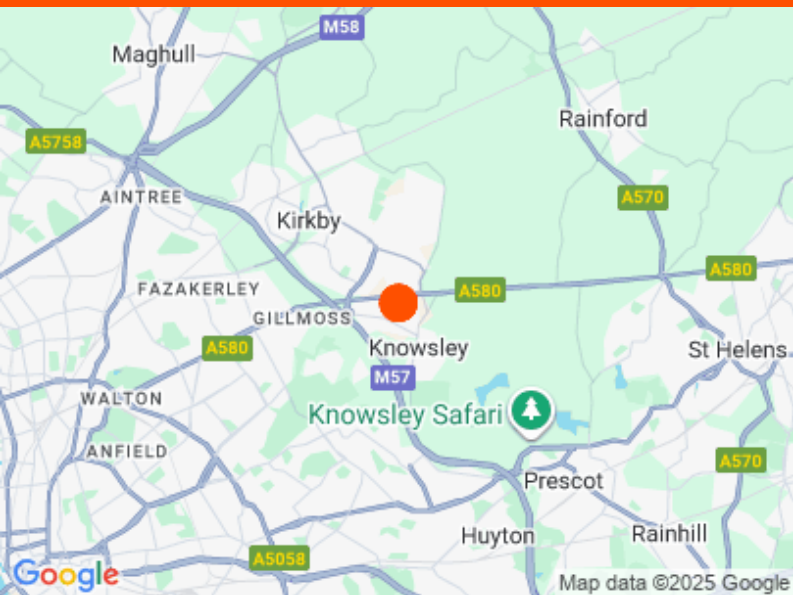 M58
Maghull
Rainford
A5758
AINTREE
A570
Kirkby
A580
FAZAKERLEY
A580
GILLMOSS
A580
Knowsley
St Helens
M57
WALTON
Knowsley Safari
ANFIELD
A570
Prescot
Huyton
Rainhill
A5058
Google
Map data ©2025 Google